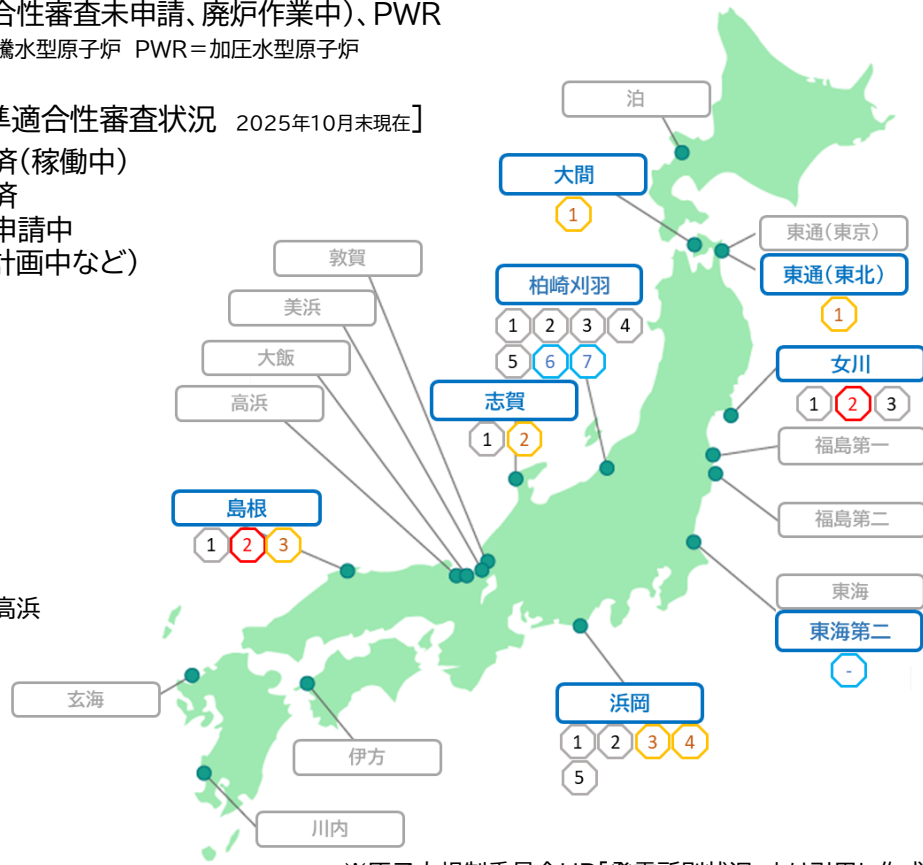 合性審査未申請、廃炉作業中)、PWR
騰水型原子炉 PWR=加圧水型原子炉
準適合性審査状況 2025年10月末現在]
済(稼働中)
済
申請中
計画中など)
泊
大間
1
東通(東京)
東通(東北)
1
敦賀
美浜
大飯
高浜
柏崎刈羽
1 2 3 4
5 6 7
志賀
1 2
女川
1 2 3
福島第一
福島第二
島根
1 2 3
東海
東海第二
-
高浜
玄海
伊方
川内
浜岡
1 2 3 4
5